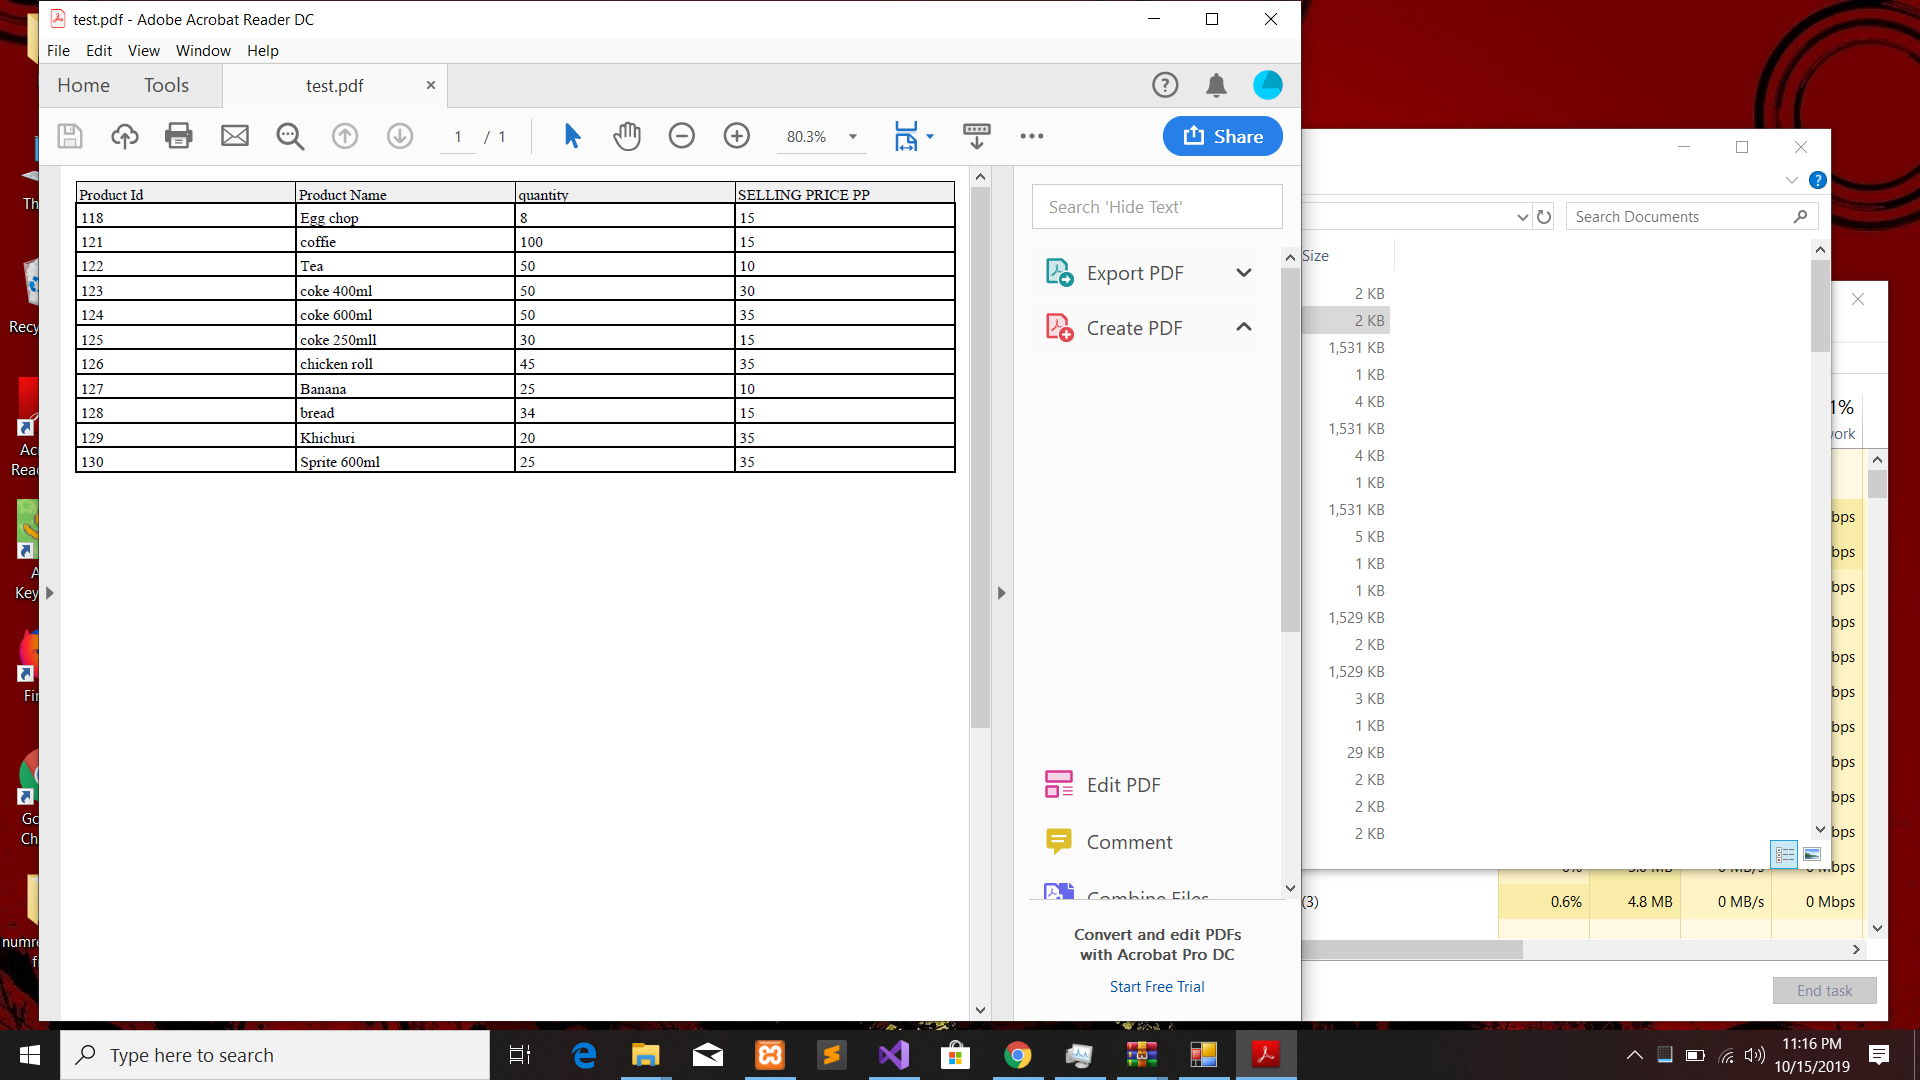 test.pdf - Adobe Acrobat Reader DC
File Edit View Window Help
Home Tools test.pdf
1 / 1 80.3% Share
Product Id Product Name quantity SELLING PRICE PP
118 Egg chop 8 15
121 coffie 100 15
122 Tea 50 10
123 coke 400ml 50 30
124 coke 600ml 50 35
125 coke 250mll 30 15
126 chicken roll 45 35
127 Banana 25 10
128 bread 34 15
129 Khichuri 20 35
130 Sprite 600ml 25 35
Search 'Hide Text'
Export PDF
Create PDF
Edit PDF
Comment
Combine Files
Convert and edit PDFs
with Acrobat Pro DC
Start Free Trial
Search Documents
Size
2 KB
2 KB
1,531 KB
1 KB
4 KB
1,531 KB
4 KB
1 KB
1,531 KB
5 KB
1 KB
1 KB
1,529 KB
2 KB
1,529 KB
3 KB
1 KB
29 KB
2 KB
2 KB
2 KB
1%
ork
bps
bps
bps
bps
bps
bps
bps
bps
bps
bps
(3) 0.6% 4.8 MB 0 MB/s 0 Mbps
End task
Th
Recy
Ac
Rea
A
Key
Fir
Go
Ch
numr
f
Type here to search
11:16 PM
10/15/2019